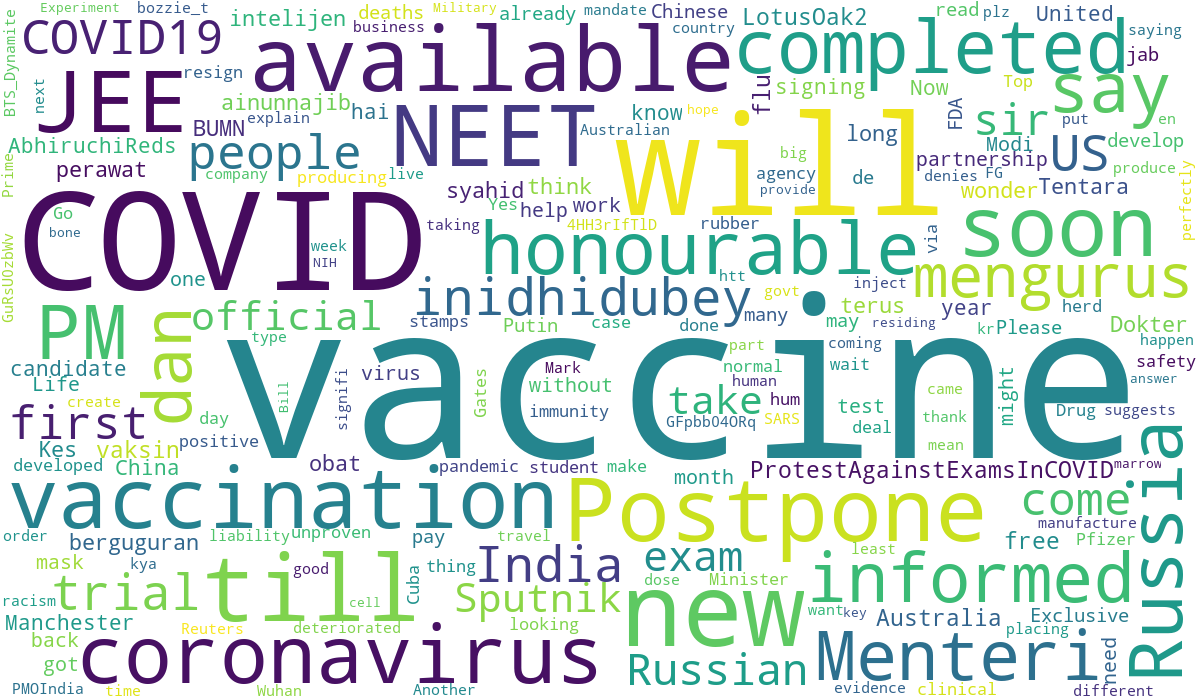 Experiment
bozzie_t
intelijen
deaths
Military
already
mandate
Chinese
LotusOak2
read
plz
United
saying
COVID19
business
country
jab
BTS_Dynamite
next
JEE
resign
available
completed
say
ainunnajib
hai
flu
signing
Now
Top
explain
BUMN
NEET
know
hope
Australian
long
FDA
sir
put
en
AbhiruchiReds
people
will
big
Modi
US
develop
Prime
perawat
company
producing
live
syahid
think
agency
de
partnership
denies
FG
produce
provide
wonder
Tentara
perfectly
COVID
Go
bone
Yes
help
work
taking
4HH3rIfTlD
rubber
via
soon
honourable
week
NIH
one
htt
inject
mengurus
GuRsUOzbWv
PM
dan
official
inidhidubey
govt
many
terus
year
herd
stamps
Putin
case
done
may
residing
kr
Please
Dokter
type
vaccine
part
coming
happen
candidate
Life
virus
Mark
without
normal
wait
safety
create
Bill
signifi
Gates
human
answer
first
day
immunity
take
hum
SARS
test
deal
came
thank
might
Drug
suggests
Kes
vaksin
positive
GFpbb04ORq
mean
developed
China
obat
pandemic
student
make
month
ProtestAgainstExamsInCOVID
marrow
vaccination
Postpone
come
Russia
manufacture
order
liability
unproven
pay
travel
free
Pfizer
berguguran
mask
kya
good
thing
India
exam
least
trial
till
cell
Cuba
Sputnik
dose
Minister
informed
racism
new
want
key
Australia
Exclusive
Manchester
Reuters
deteriorated
looking
placing
back
got
coronavirus
Russian
Menteri
need
PMOIndia
time
Wuhan
Another
evidence
clinical
different